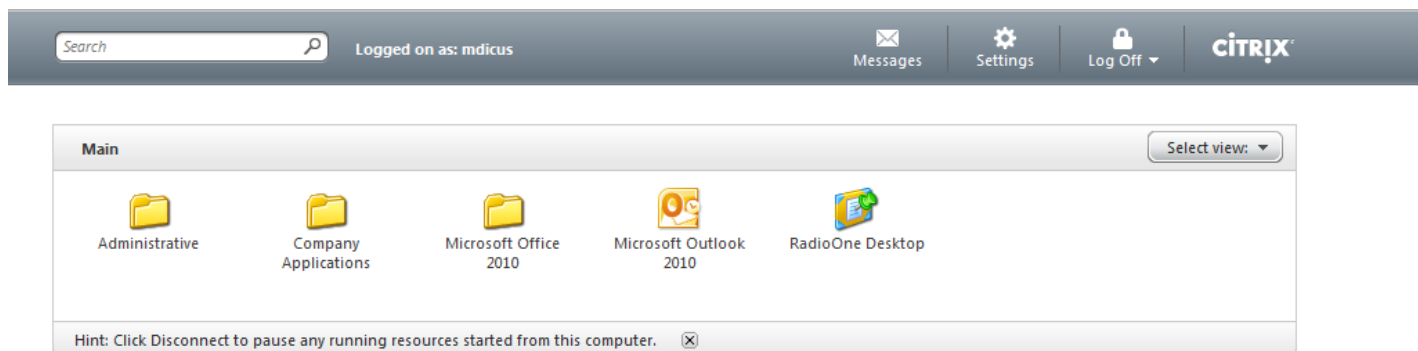 Search
Logged on as: mdicus
Messages
Settings
Log Off
CITRIX
Main
Select view:
Administrative
Company
Applications
Microsoft Office
2010
Microsoft Outlook
2010
RadioOne Desktop
Hint: Click Disconnect to pause any running resources started from this computer.